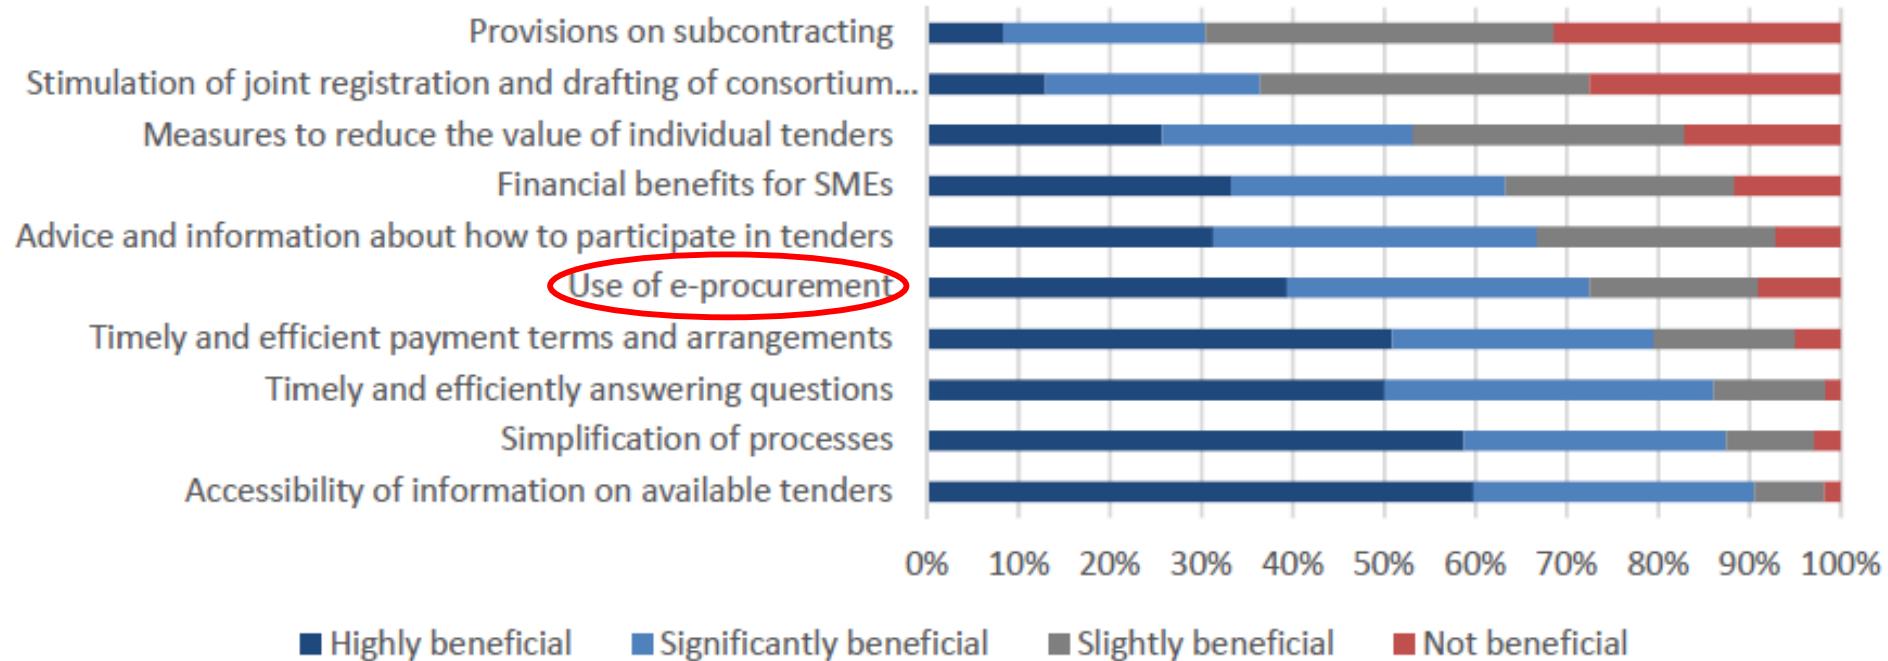 Provisions on subcontracting
Stimulation of joint registration and drafting of consortium...
Measures to reduce the value of individual tenders
Financial benefits for SMEs
Advice and information about how to participate in tenders
Use of e-procurement
Timely and efficient payment terms and arrangements
Timely and efficiently answering questions
Simplification of processes
Accessibility of information on available tenders
0% 10% 20% 30% 40% 50% 60% 70% 80% 90% 100%
Highly beneficial Significantly beneficial Slightly beneficial Not beneficial